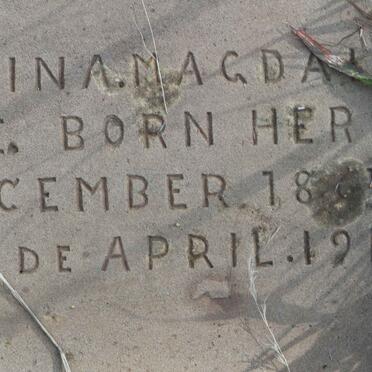 INA.MAGDA
E. BORN HER
CEMBER. 18
DE APRIL.19